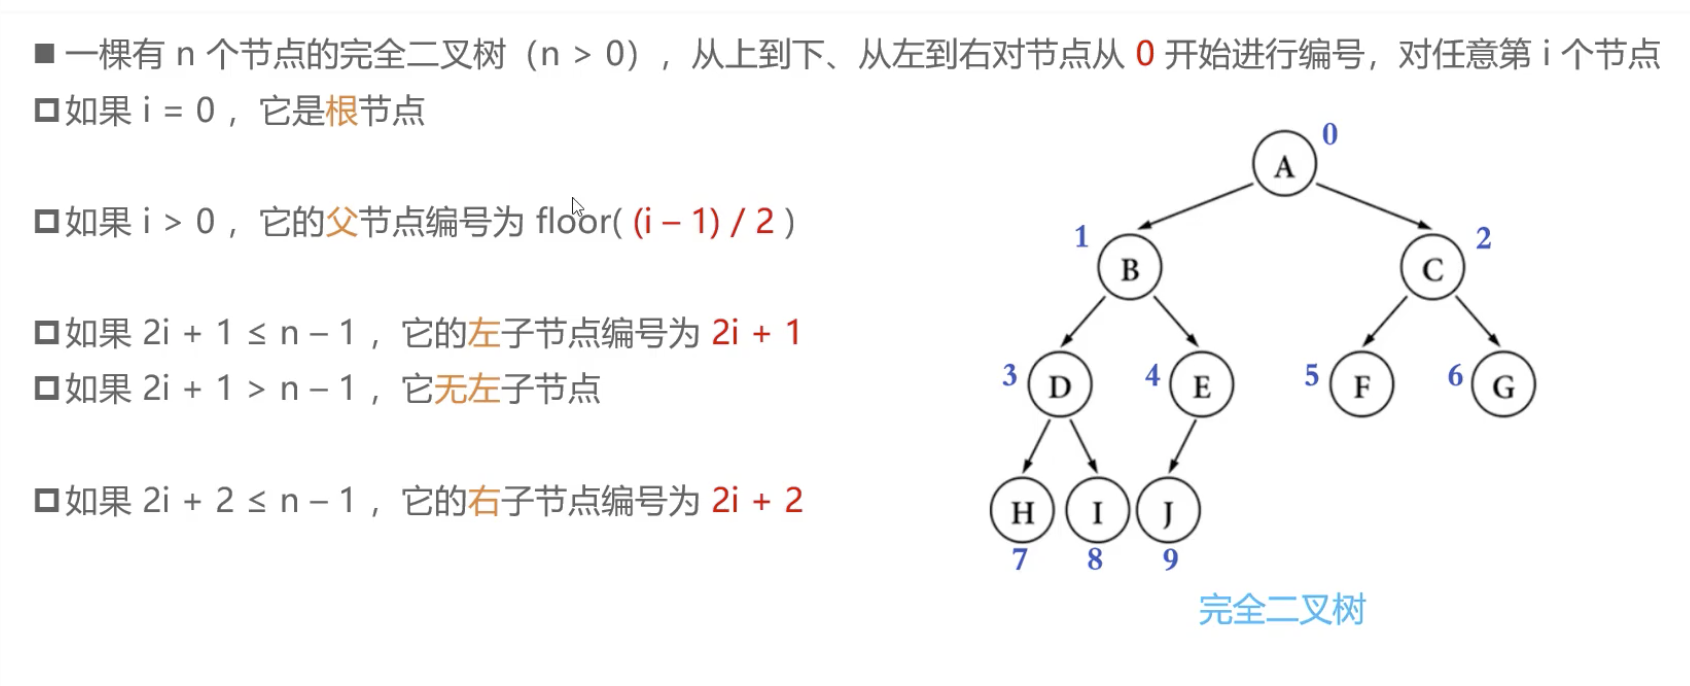 ■ 一棵有 n 个节点的完全二叉树（n > 0），从上到下、从左到右对节点从 0 开始进行编号，对任意第 i 个节点
如果 i = 0 ，它是根节点
如果 i > 0 ，它的父节点编号为 floor( (i – 1) / 2 )
如果 2i + 1 ≤ n – 1 ，它的左子节点编号为 2i + 1
如果 2i + 1 > n – 1 ，它无左子节点
如果 2i + 2 ≤ n – 1 ，它的右子节点编号为 2i + 2
0
A
1 2
B C
3 4 5 6
D E F G
H I J
7 8 9
完全二叉树